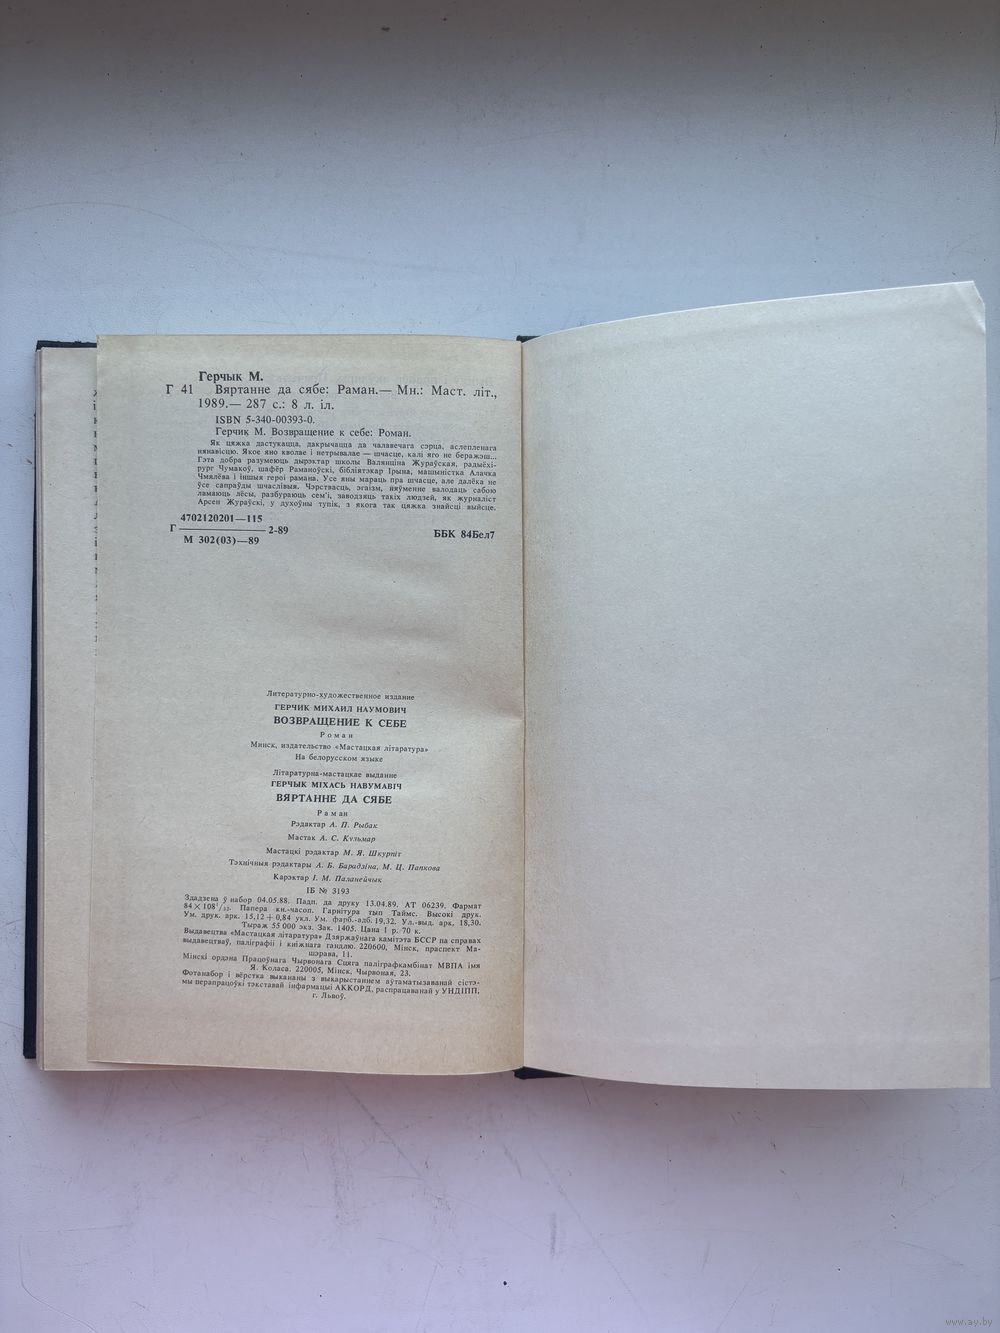 Герчык М.
Г 41 Вяртанне да сябе: Раман.— Мн.: Маст. літ.,
1989.— 287 с.: 8 л. іл.
ISBN 5-340-00393-0.
Герчик М. Возвращение к себе: Роман.
Як цяжка дастукацца, дакрычацца да чалавечага сэрца, аслепленага
нянавісцю. Якое яно кволае і нетрывалае — шчасце, калі яго не беражэш...
Гэта добра разумеюць дырэктар школы Валянціна Жураўская, радыёхі-
рург Чумакоў, шафёр Раманоўскі, бібліятэкар Ірына, машыністка Алачка
Чмялёва і іншыя героі рамана. Усе яны мараць пра шчасце, але далёка не
ўсе сапраўды шчаслівыя. Чэрствасць, эгаізм, няўменне валодаць сабою
ламаюць лёсы, разбураюць сем'і, заводзяць такіх людзей, як журналіст
Арсен Жураўскі, у духоўны тупік, з якога так цяжка знайсці выйсце.
4702120201—115
Г ———— 2-89
М 302(03)—89
ББК 84Бел7
Литературно-художественное издание
ГЕРЧИК МИХАИЛ НАУМОВИЧ
ВОЗВРАЩЕНИЕ К СЕБЕ
Роман
Минск, издательство «Мастацкая літаратура»
На белорусском языке
Літаратурна-мастацкае выданне
ГЕРЧЫК МІХАСЬ НАВУМАВІЧ
ВЯРТАННЕ ДА СЯБЕ
Раман
Рэдактар А. П. Рыбак
Мастак А. С. Кульмар
Мастацкі рэдактар М. Я. Шкурпіт
Тэхнічныя рэдактары А. Б. Барадзіна, М. Ц. Папкова
Карэктар І. М. Паланейчык
ІБ № 3193
Здадзена ў набор 04.05.88. Падп. да друку 13.04.89. АТ 06239. Фармат
84×108¹/₃₂. Папера кн.-часоп. Гарнітура тып Таймс. Высокі друк.
Ум. друк. арк. 15,12+0,84 укл. Ум. фарб.-адб. 19,32. Ул.-выд. арк. 18,30.
Тыраж 55 000 экз. Зак. 1405. Цана 1 р. 70 к.
Выдавецтва «Мастацкая літаратура» Дзяржаўнага камітэта БССР па справах
выдавецтваў, паліграфіі і кніжнага гандлю. 220600, Мінск, праспект Ма-
шэрава, 11.
Мінскі ордэна Працоўнага Чырвонага Сцяга паліграфкамбінат МВПА імя
Я. Коласа. 220005, Мінск, Чырвоная, 23.
Фотанабор і вёрстка выкананы з выкарыстаннем аўтаматызаванай сістэ-
мы перапрацоўкі тэкставай інфармацыі АККОРД, распрацаванай у УНДІПП,
г. Львоў.
www.ay.by